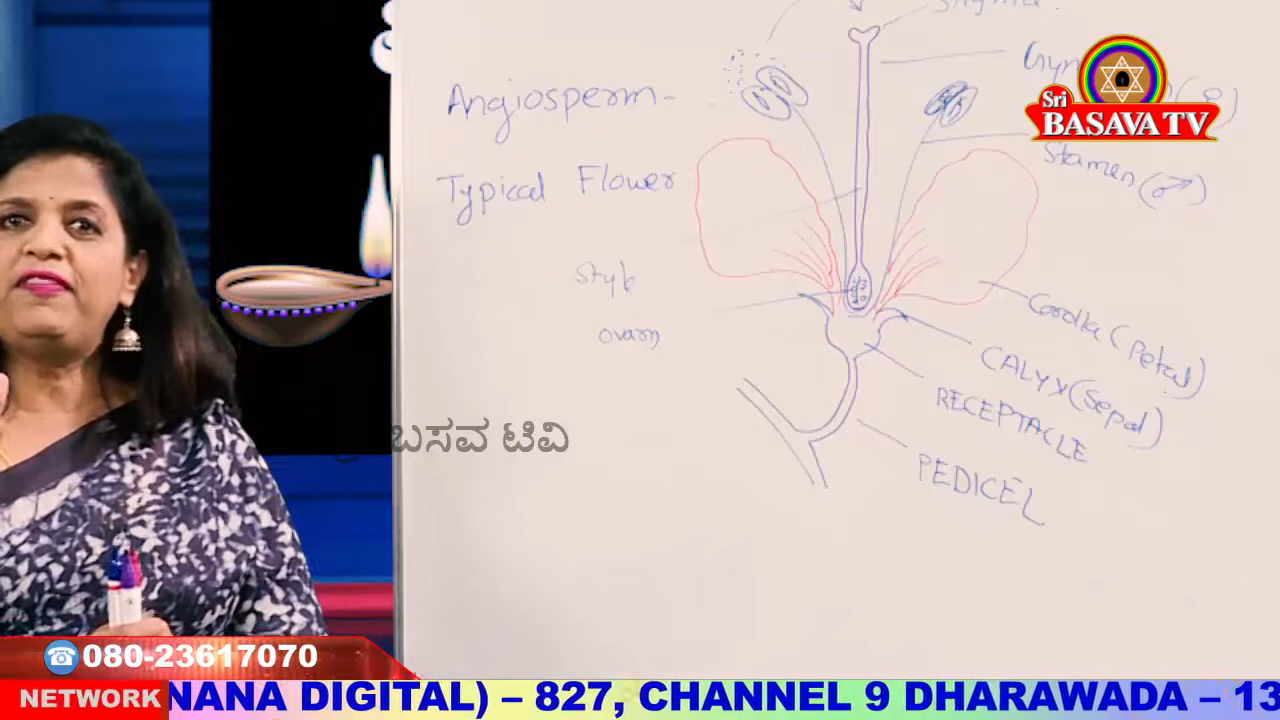 Stigma
Angiosperm -
Sri
BASAVA TV
Stamen (♂)
Typical Flower
style
ovary
Corolla (Petal)
CALYX (Sepal)
RECEPTACLE
PEDICEL
ಬಸವ ಟಿವಿ
080-23617070
NETWORK
NANA DIGITAL) – 827, CHANNEL 9 DHARAWADA – 13